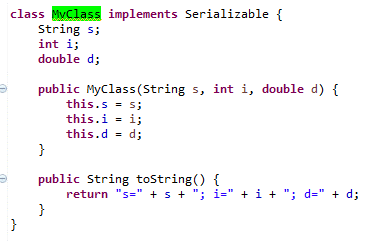 class MyClass implements Serializable {
    String s;
    int i;
    double d;

    public MyClass(String s, int i, double d) {
        this.s = s;
        this.i = i;
        this.d = d;
    }

    public String toString() {
        return "s=" + s + "; i=" + i + "; d=" + d;
    }
}